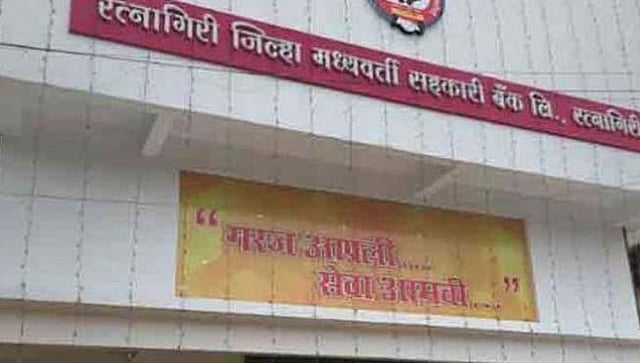 रत्नागिरी जिल्हा मध्यवर्ती सहकारी बँक लि., रत्नागिरी
“ गरज आपली.....
सेवा आमची.... ”